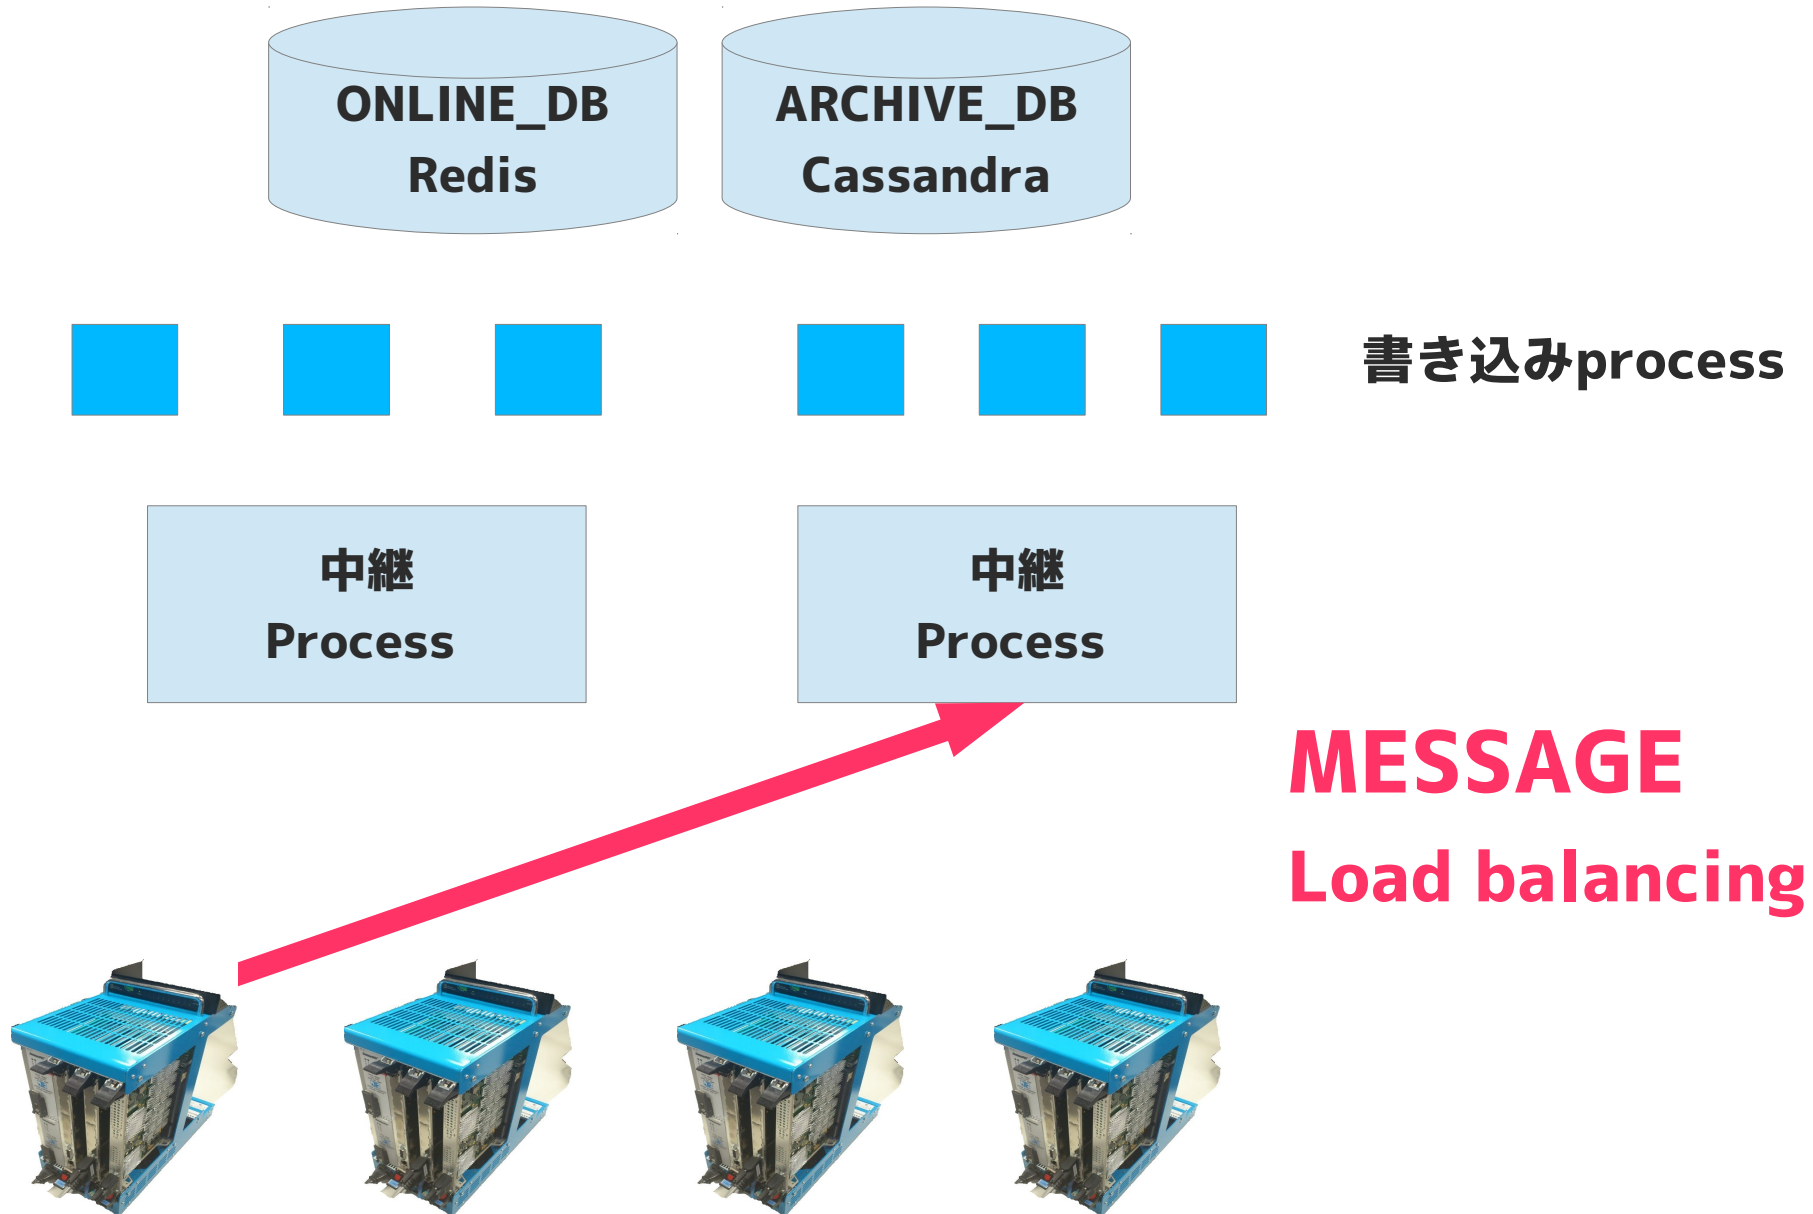 ONLINE_DB
Redis
ARCHIVE_DB
Cassandra
書き込みprocess
中継
Process
中継
Process
MESSAGE
Load balancing